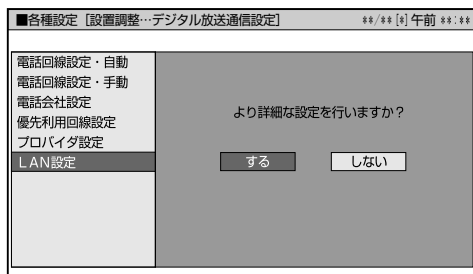 ■各種設定［設置調整…デジタル放送通信設定］ **/** [*] 午前 **:**
電話回線設定・自動
電話回線設定・手動
電話会社設定
優先利用回線設定
プロバイダ設定
LAN設定
より詳細な設定を行いますか？
する しない